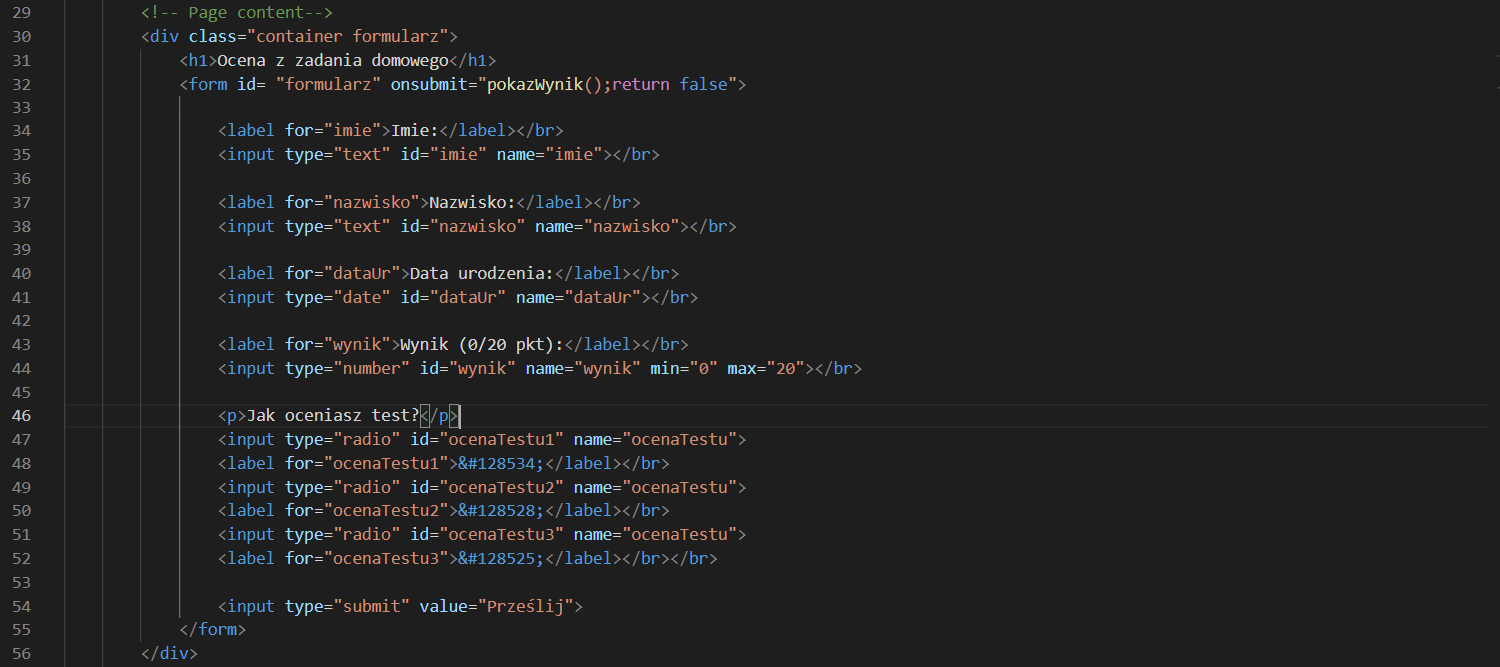 29 <!-- Page content-->
30 <div class="container formularz">
31 <h1>Ocena z zadania domowego</h1>
32 <form id= "formularz" onsubmit="pokazWynik();return false">
33
34 <label for="imie">Imie:</label></br>
35 <input type="text" id="imie" name="imie"></br>
36
37 <label for="nazwisko">Nazwisko:</label></br>
38 <input type="text" id="nazwisko" name="nazwisko"></br>
39
40 <label for="dataUr">Data urodzenia:</label></br>
41 <input type="date" id="dataUr" name="dataUr"></br>
42
43 <label for="wynik">Wynik (0/20 pkt):</label></br>
44 <input type="number" id="wynik" name="wynik" min="0" max="20"></br>
45
46 <p>Jak oceniasz test?</p>
47 <input type="radio" id="ocenaTestu1" name="ocenaTestu">
48 <label for="ocenaTestu1">&#128534;</label></br>
49 <input type="radio" id="ocenaTestu2" name="ocenaTestu">
50 <label for="ocenaTestu2">&#128528;</label></br>
51 <input type="radio" id="ocenaTestu3" name="ocenaTestu">
52 <label for="ocenaTestu3">&#128525;</label></br></br>
53
54 <input type="submit" value="Prześlij">
55 </form>
56 </div>